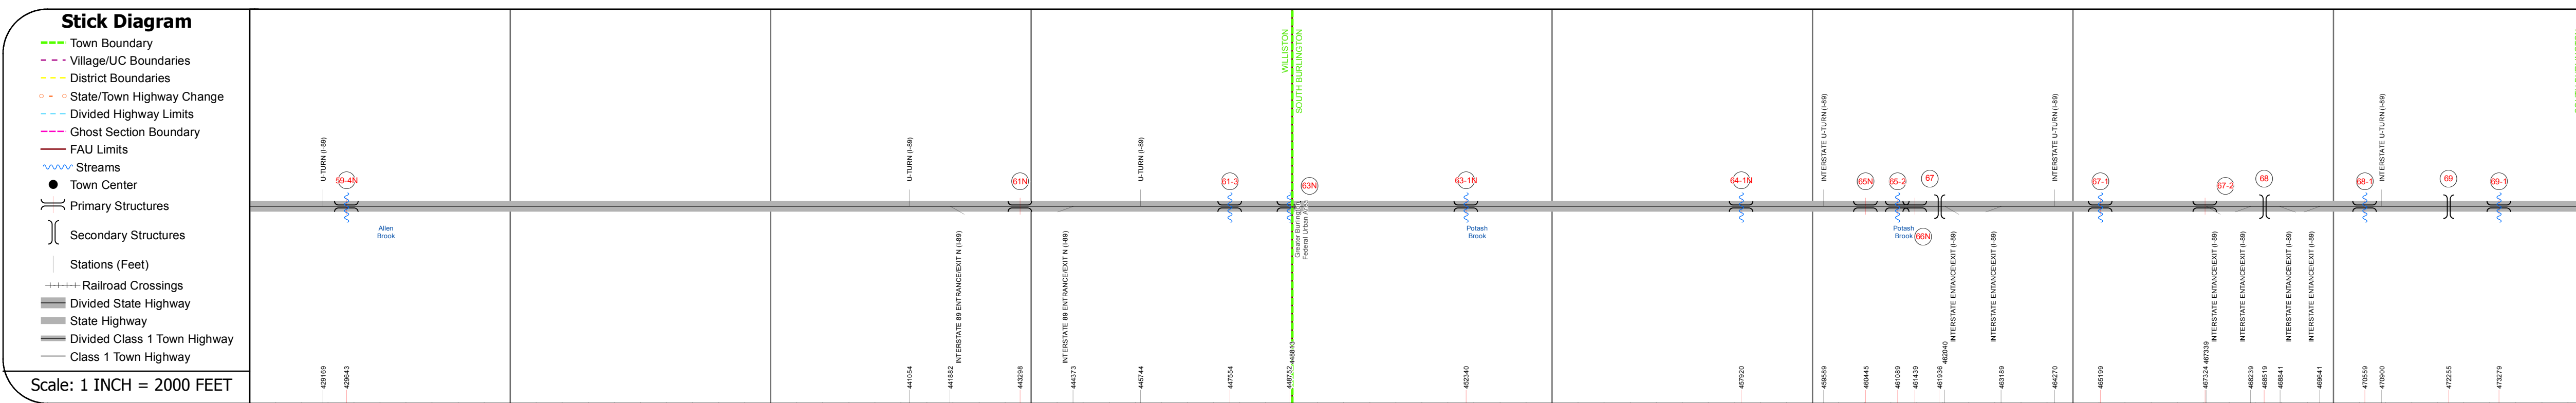 Stick Diagram
Town Boundary
Village/UC Boundaries
District Boundaries
State/Town Highway Change
Divided Highway Limits
Ghost Section Boundary
FAU Limits
Streams
Town Center
Primary Structures
Secondary Structures
Stations (Feet)
Railroad Crossings
Divided State Highway
State Highway
Divided Class 1 Town Highway
Class 1 Town Highway
Scale: 1 INCH = 2000 FEET
WILLISTON
SOUTH BURLINGTON
U-TURN (I-89)
U-TURN (I-89)
U-TURN (I-89)
INTERSTATE U-TURN (I-89)
INTERSTATE U-TURN (I-89)
INTERSTATE U-TURN (I-89)
59-4N
61N
61-3
63N
63-1N
64-1N
65N
65-2
67
67-1
67-2
68
68-1
69
69-1
Allen
Brook
Greater Burlington
Federal Urban Area
Potash
Brook
Potash
Brook
66N
INTERSTATE 89 ENTRANCE/EXIT N (I-89)
INTERSTATE 89 ENTRANCE/EXIT N (I-89)
INTERSTATE ENTANCE\EXIT (I-89)
INTERSTATE ENTANCE\EXIT (I-89)
INTERSTATE ENTANCE\EXIT (I-89)
INTERSTATE ENTANCE\EXIT (I-89)
INTERSTATE ENTANCE\EXIT (I-89)
INTERSTATE ENTANCE\EXIT (I-89)
429169
429643
441054
441882
443298
444373
445744
447554
448752
448813
452340
457920
459589
460445
461089
461439
461936
462040
463189
464270
465199
467324
467339
468239
468519
468841
469641
470559
470900
472255
473279